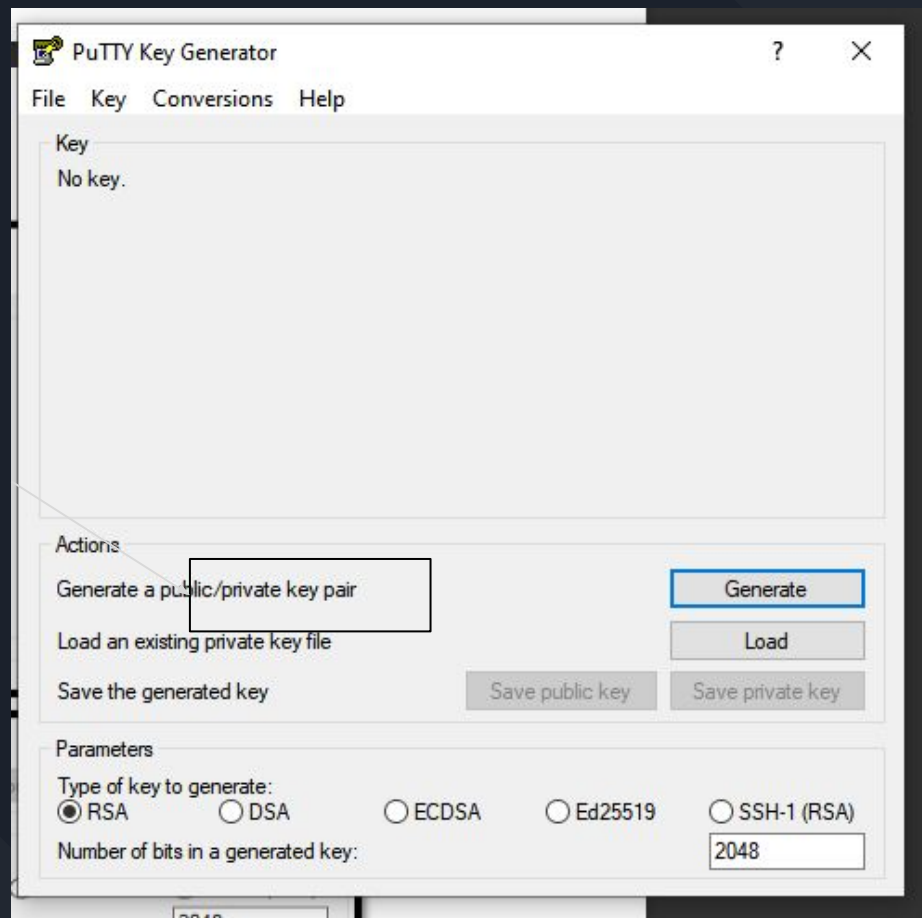 PuTTY Key Generator ?
File Key Conversions Help
Key
No key.
Actions
Generate a public/private key pair Generate
Load an existing private key file Load
Save the generated key Save public key Save private key
Parameters
Type of key to generate:
RSA DSA ECDSA Ed25519 SSH-1 (RSA)
Number of bits in a generated key: 2048